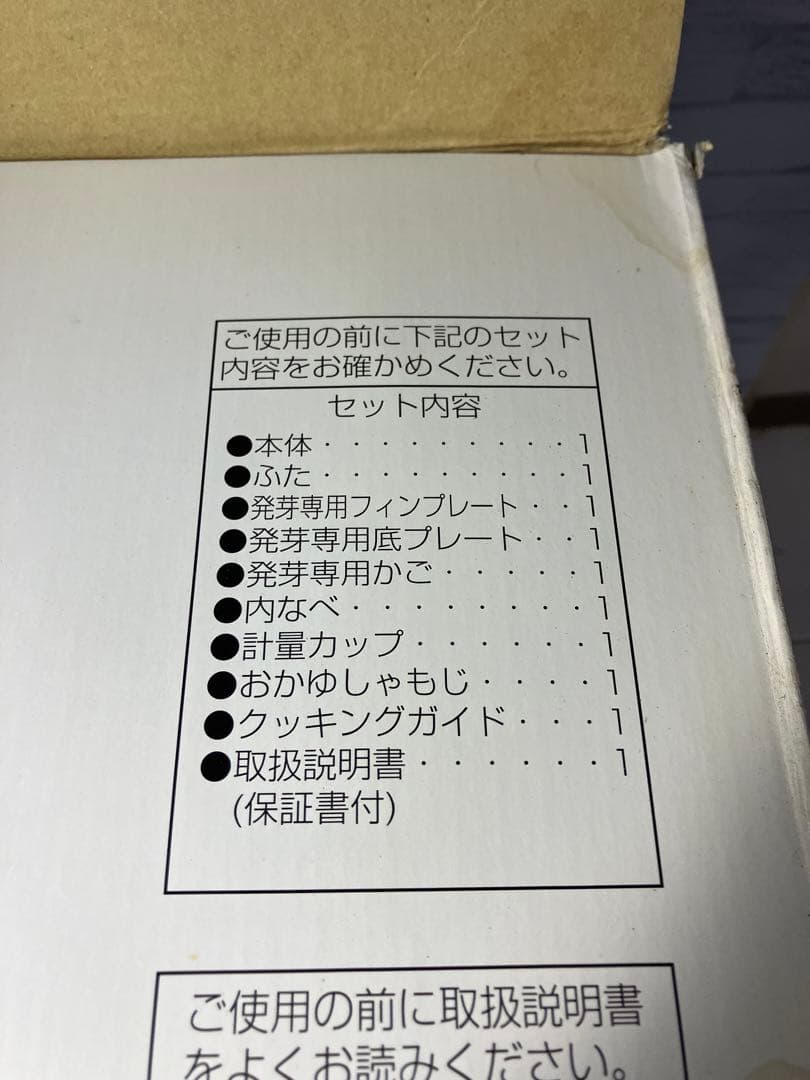 ご使用の前に下記のセット
内容をお確かめください。
セット内容
●本体・・・・・・・・・1
●ふた・・・・・・・・・1
●発芽専用フィンプレート・・1
●発芽専用底プレート・・1
●発芽専用かご・・・・・1
●内なべ・・・・・・・・1
●計量カップ・・・・・・1
●おかゆしゃもじ・・・・1
●クッキングガイド・・・1
●取扱説明書・・・・・・1
(保証書付)
ご使用の前に取扱説明書
をよくお読みください。